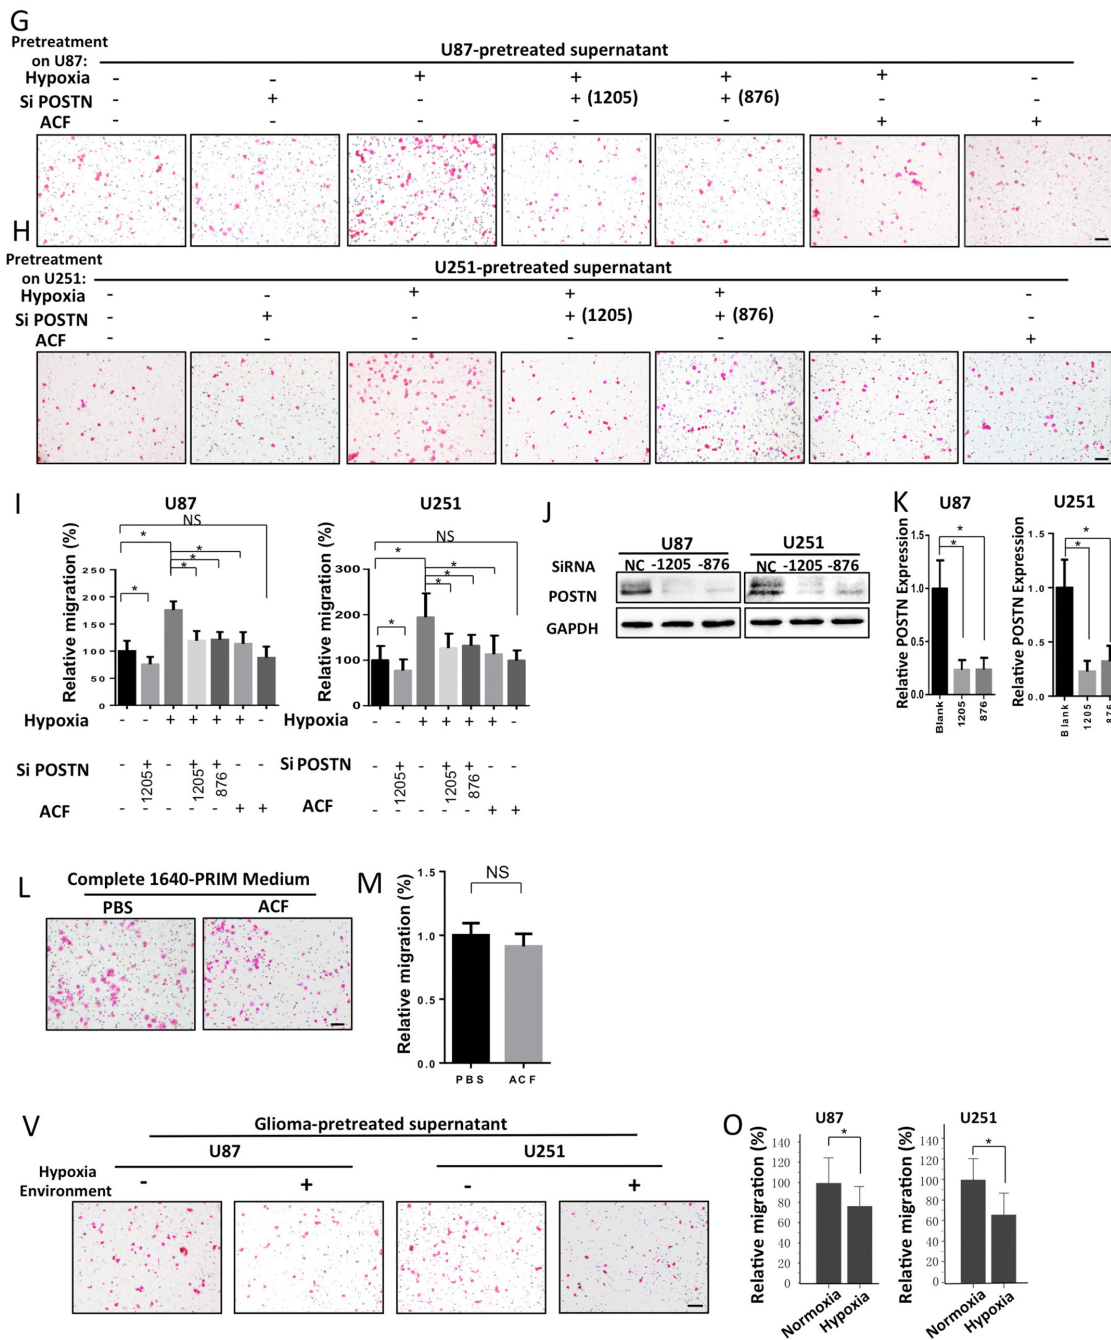 G
Pretreatment
on U87:
U87-pretreated supernatant
Hypoxia - - + + + + -
Si POSTN - + - + (1205) + (876) - -
ACF - - - - - + +
H
Pretreatment
on U251:
U251-pretreated supernatant
Hypoxia - - + + + + -
Si POSTN - + - + (1205) + (876) - -
ACF - - - - - + +
I
U87
NS
* * * * *
Relative migration (%)
250
200
150
100
50
0
Hypoxia - - + + + + -
Si POSTN - 1205+ - 1205+ 876+ - -
ACF - - - - - + +
U251
NS
* * * * *
Relative migration (%)
300
200
100
0
Hypoxia - - + + + + -
Si POSTN - 1205+ - 1205+ 876+ - -
ACF - - - - - + +
J
U87 U251
SiRNA NC -1205 -876 NC -1205 -876
POSTN
GAPDH
K
U87
* *
Relative POSTN Expression
1.5
1.0
0.5
0.0
Blank 1205 876
U251
* *
Relative POSTN Expression
1.5
1.0
0.5
0.0
Blank 1205 876
L
Complete 1640-PRIM Medium
PBS ACF
M
NS
Relative migration (%)
1.5
1.0
0.5
0.0
PBS ACF
V
Glioma-pretreated supernatant
U87 U251
Hypoxia
Environment - + - +
O
U87
*
Relative migration (%)
140
120
100
80
60
40
20
0
Normoxia Hypoxia
U251
*
Relative migration (%)
140
120
100
80
60
40
20
0
Normoxia Hypoxia